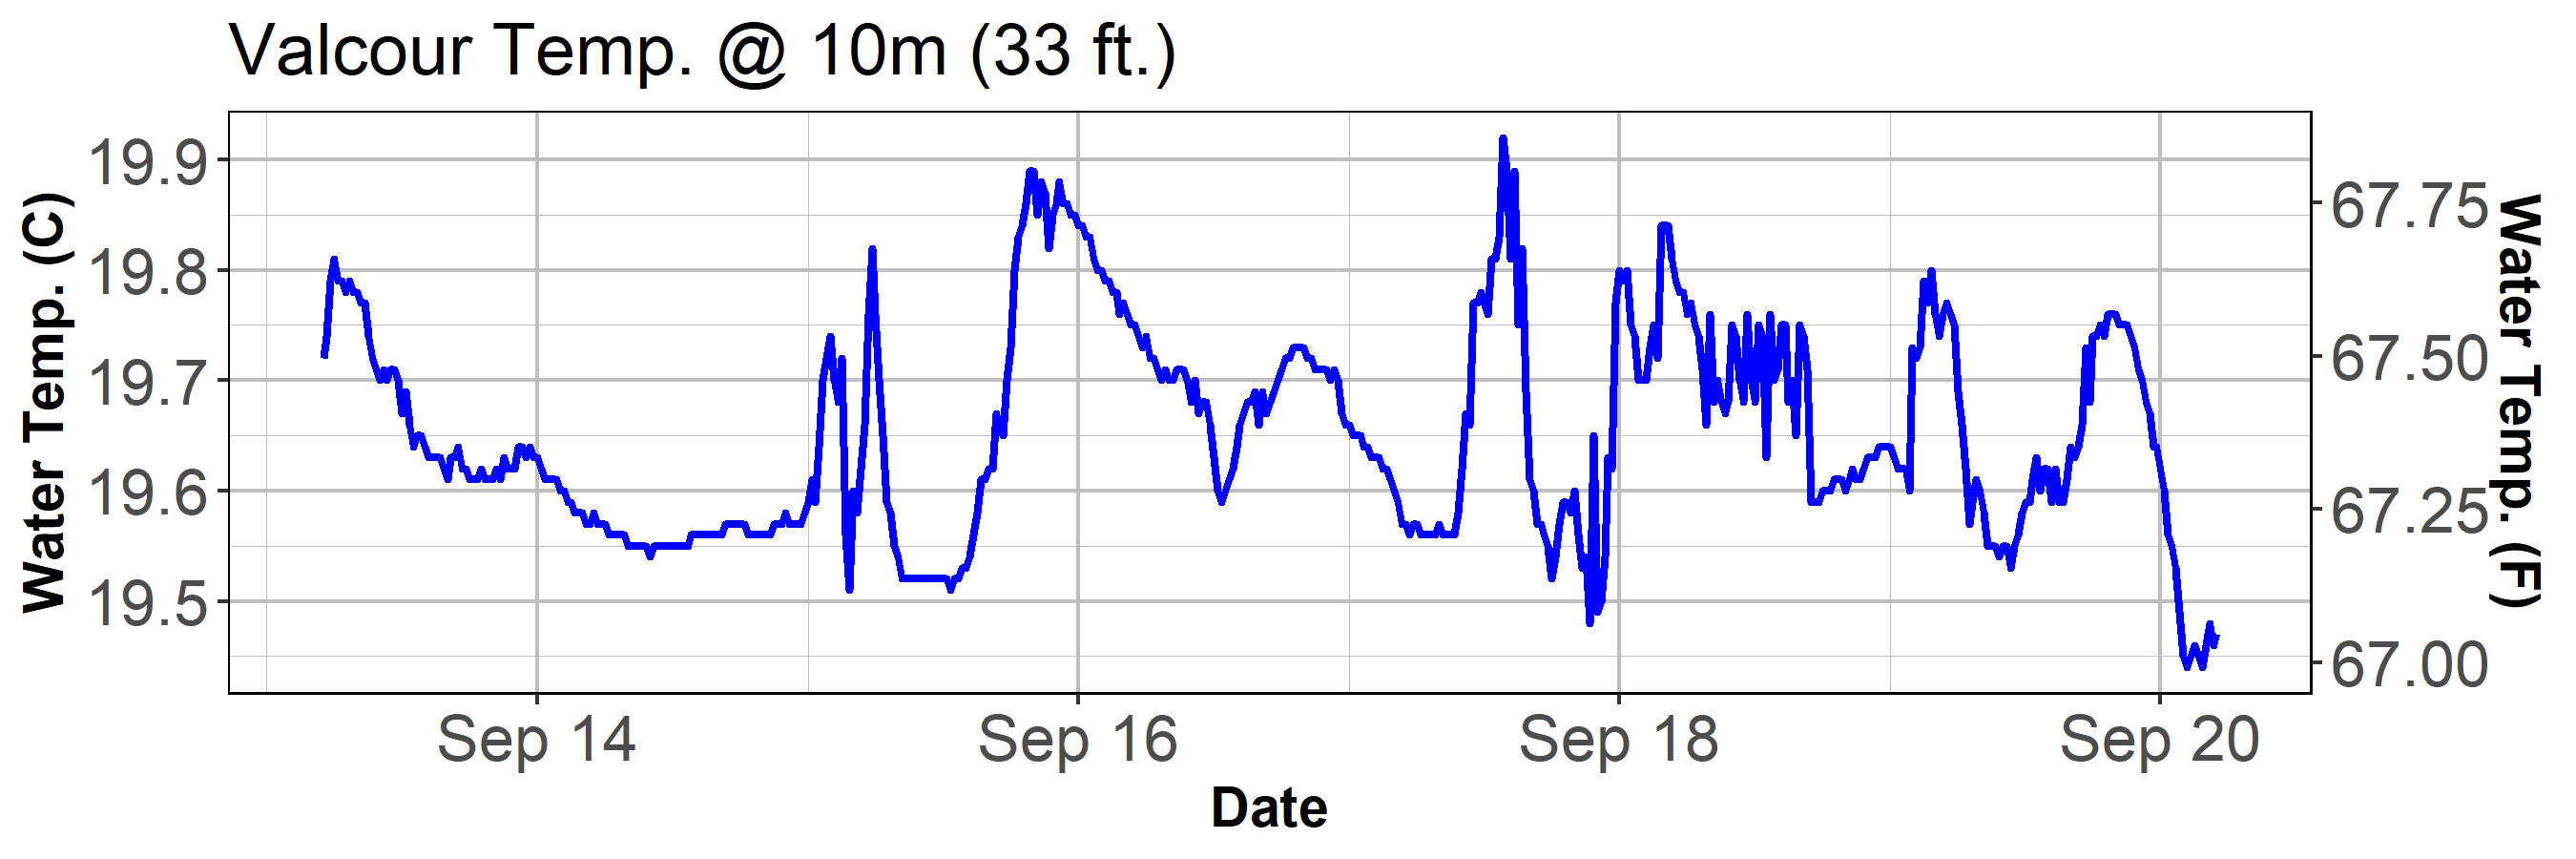 Valcour Temp. @ 10m (33 ft.)
Water Temp. (C)
19.9
19.8
19.7
19.6
19.5
67.75
67.50
67.25
67.00
Water Temp. (F)
Sep 14 Sep 16 Sep 18 Sep 20
Date